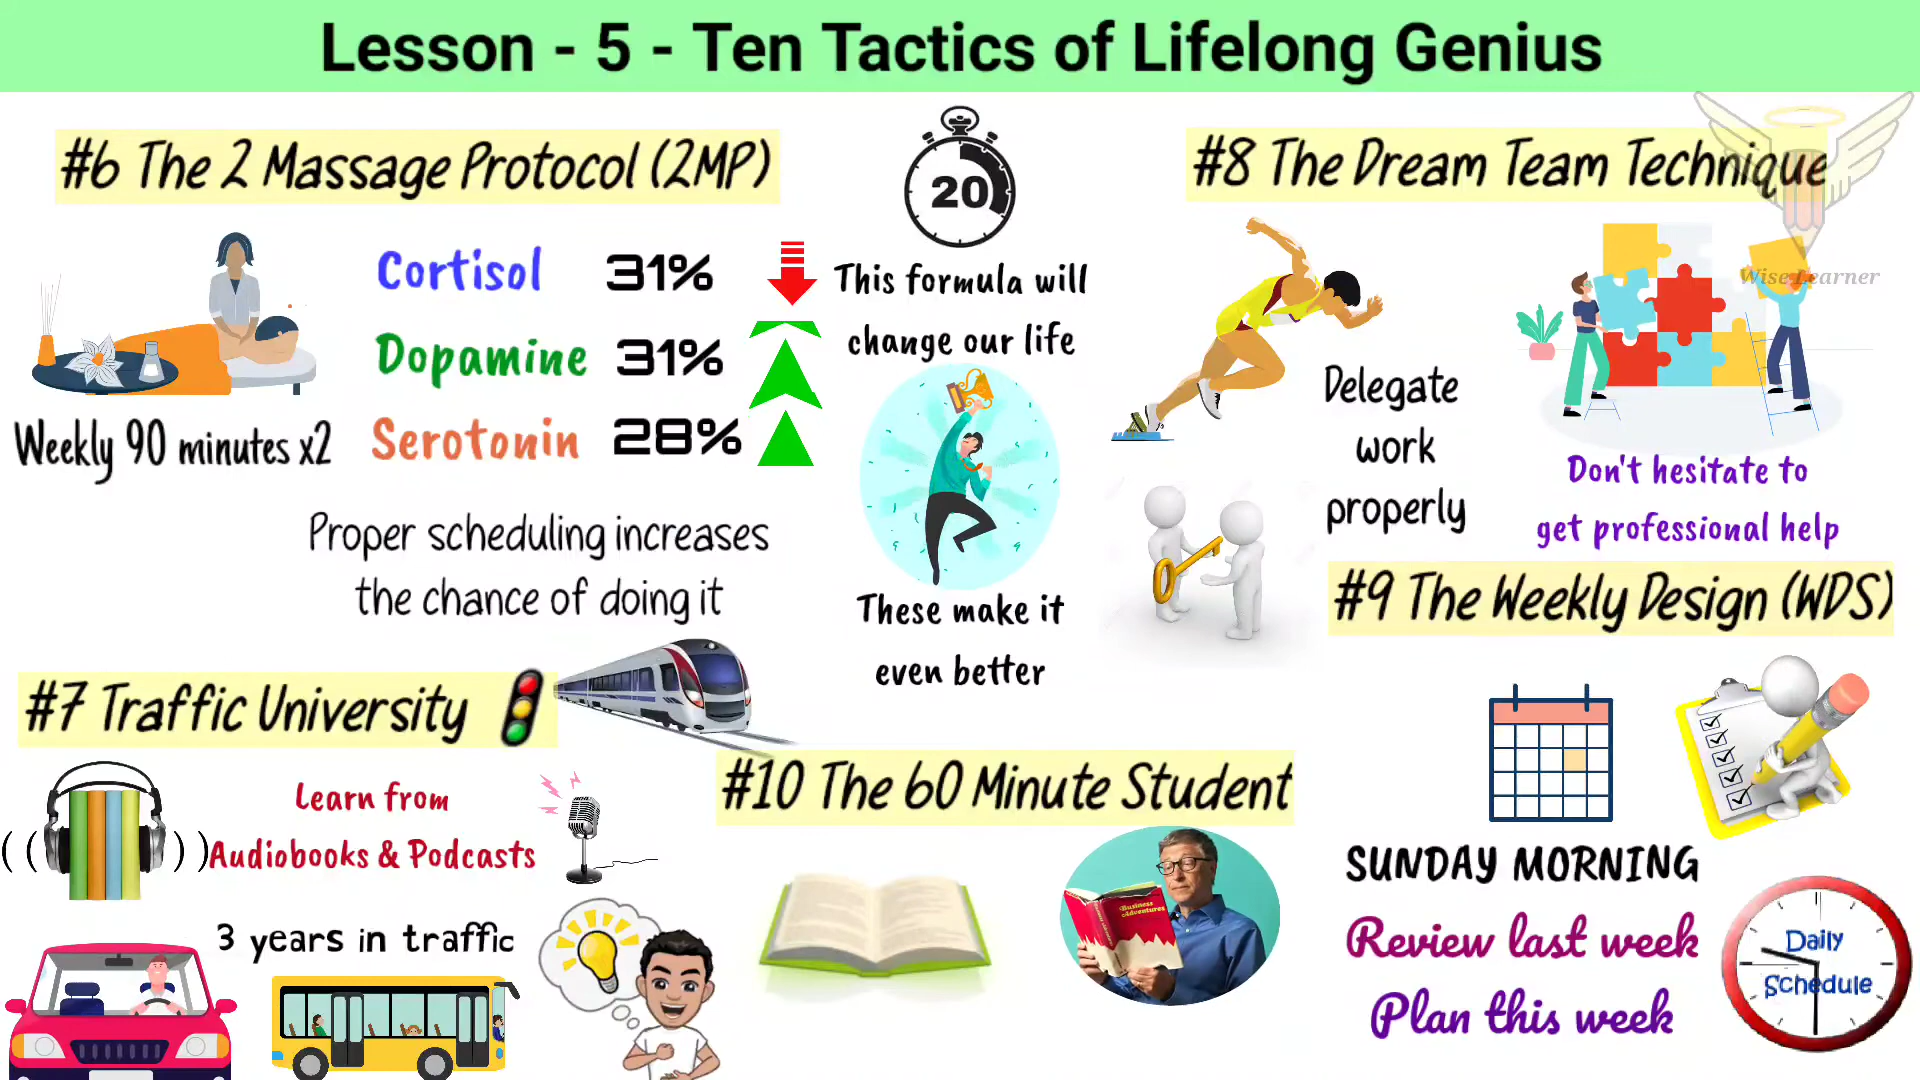 Lesson - 5 - Ten Tactics of Lifelong Genius
#6 The 2 Massage Protocol (2MP)
Cortisol 31%
Dopamine 31%
Serotonin 28%
Weekly 90 minutes x2
Proper scheduling increases
the chance of doing it
20
This formula will
change our life
These make it
even better
#7 Traffic University
Learn from
Audiobooks & Podcasts
3 years in traffic
#8 The Dream Team Technique
Wise Learner
Delegate
work
properly
Don't hesitate to
get professional help
#9 The Weekly Design (WDS)
SUNDAY MORNING
Review last week
Plan this week
Daily
Schedule
#10 The 60 Minute Student
Business
Adventures